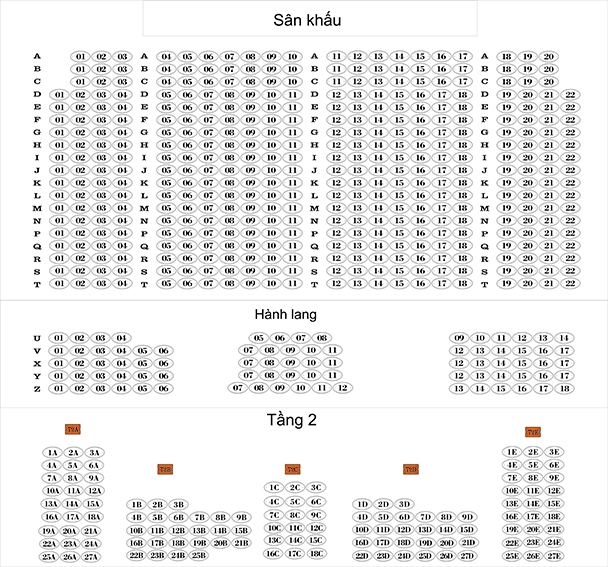 Sân khấu
A 01 02 03 A 04 05 06 07 08 09 10 A 11 12 13 14 15 16 17 A 18 19 20
B 01 02 03 B 04 05 06 07 08 09 10 B 11 12 13 14 15 16 17 B 18 19 20
C 01 02 03 C 04 05 06 07 08 09 10 C 11 12 13 14 15 16 17 C 18 19 20
D 01 02 03 04 D 05 06 07 08 09 10 11 D 12 13 14 15 16 17 18 D 19 20 21 22
E 01 02 03 04 E 05 06 07 08 09 10 11 E 12 13 14 15 16 17 18 E 19 20 21 22
F 01 02 03 04 F 05 06 07 08 09 10 11 F 12 13 14 15 16 17 18 F 19 20 21 22
G 01 02 03 04 G 05 06 07 08 09 10 11 G 12 13 14 15 16 17 18 G 19 20 21 22
H 01 02 03 04 H 05 06 07 08 09 10 11 H 12 13 14 15 16 17 18 H 19 20 21 22
I 01 02 03 04 I 05 06 07 08 09 10 11 I 12 13 14 15 16 17 18 I 19 20 21 22
J 01 02 03 04 J 05 06 07 08 09 10 11 J 12 13 14 15 16 17 18 J 19 20 21 22
K 01 02 03 04 K 05 06 07 08 09 10 11 K 12 13 14 15 16 17 18 K 19 20 21 22
L 01 02 03 04 L 05 06 07 08 09 10 11 L 12 13 14 15 16 17 18 L 19 20 21 22
M 01 02 03 04 M 05 06 07 08 09 10 11 M 12 13 14 15 16 17 18 M 19 20 21 22
N 01 02 03 04 N 05 06 07 08 09 10 11 N 12 13 14 15 16 17 18 N 19 20 21 22
P 01 02 03 04 P 05 06 07 08 09 10 11 P 12 13 14 15 16 17 18 P 19 20 21 22
Q 01 02 03 04 Q 05 06 07 08 09 10 11 Q 12 13 14 15 16 17 18 Q 19 20 21 22
R 01 02 03 04 R 05 06 07 08 09 10 11 R 12 13 14 15 16 17 18 R 19 20 21 22
S 01 02 03 04 S 05 06 07 08 09 10 11 S 12 13 14 15 16 17 18 S 19 20 21 22
T 01 02 03 04 T 05 06 07 08 09 10 11 T 12 13 14 15 16 17 18 T 19 20 21 22
Hành lang
U 01 02 03 04 05 06 07 08 09 10 11 12 13 14
V 01 02 03 04 05 06 07 08 09 10 11 12 13 14 15 16 17
X 01 02 03 04 05 06 07 08 09 10 11 12 13 14 15 16 17
Y 01 02 03 04 05 06 07 08 09 10 11 12 13 14 15 16 17
Z 01 02 03 04 05 06 07 08 09 10 11 12 13 14 15 16 17 18
Tầng 2
T2A
1A 2A 3A
4A 5A 6A
7A 8A 9A
10A 11A 12A
13A 14A 15A
16A 17A 18A
19A 20A 21A
22A 23A 24A
25A 26A 27A
T2B
1B 2B 3B
4B 5B 6B 7B 8B 9B
10B 11B 12B 13B 14B 15B
16B 17B 18B 19B 20B 21B
22B 23B 24B 25B
T2C
1C 2C 3C
4C 5C 6C
7C 8C 9C
10C 11C 12C
13C 14C 15C
16C 17C 18C
T2D
1D 2D 3D
4D 5D 6D 7D 8D 9D
10D 11D 12D 13D 14D 15D
16D 17D 18D 19D 20D 21D
22D 23D 24D 25D 26D 27D
T2E
1E 2E 3E
4E 5E 6E
7E 8E 9E
10E 11E 12E
13E 14E 15E
16E 17E 18E
19E 20E 21E
22E 23E 24E
25E 26E 27E